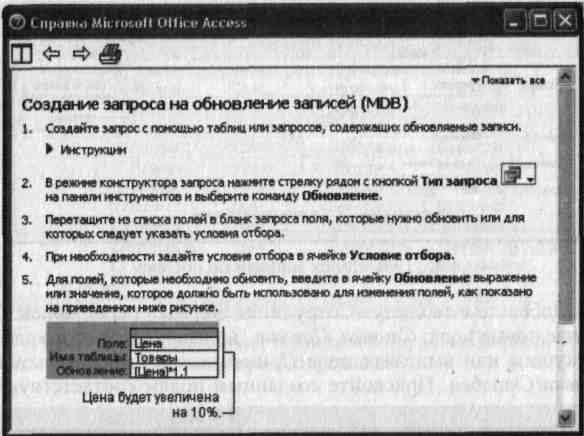 Справка Microsoft Office Access
Показать все
Создание запроса на обновление записей (MDB)
1. Создайте запрос с помощью таблиц или запросов, содержащих обновляемые записи.
Инструкции
2. В режиме конструктора запроса нажмите стрелку рядом с кнопкой Тип запроса
на панели инструментов и выберите команду Обновление.
3. Перетащите из списка полей в бланк запроса поля, которые нужно обновить или для
которых следует указать условия отбора.
4. При необходимости задайте условие отбора в ячейке Условие отбора.
5. Для полей, которые необходимо обновить, введите в ячейку Обновление выражение
или значение, которое должно быть использовано для изменения полей, как показано
на приведенном ниже рисунке.
Поле: Цена
Имя таблицы: Товары
Обновление: [Цена]*1,1
Цена будет увеличена
на 10%.